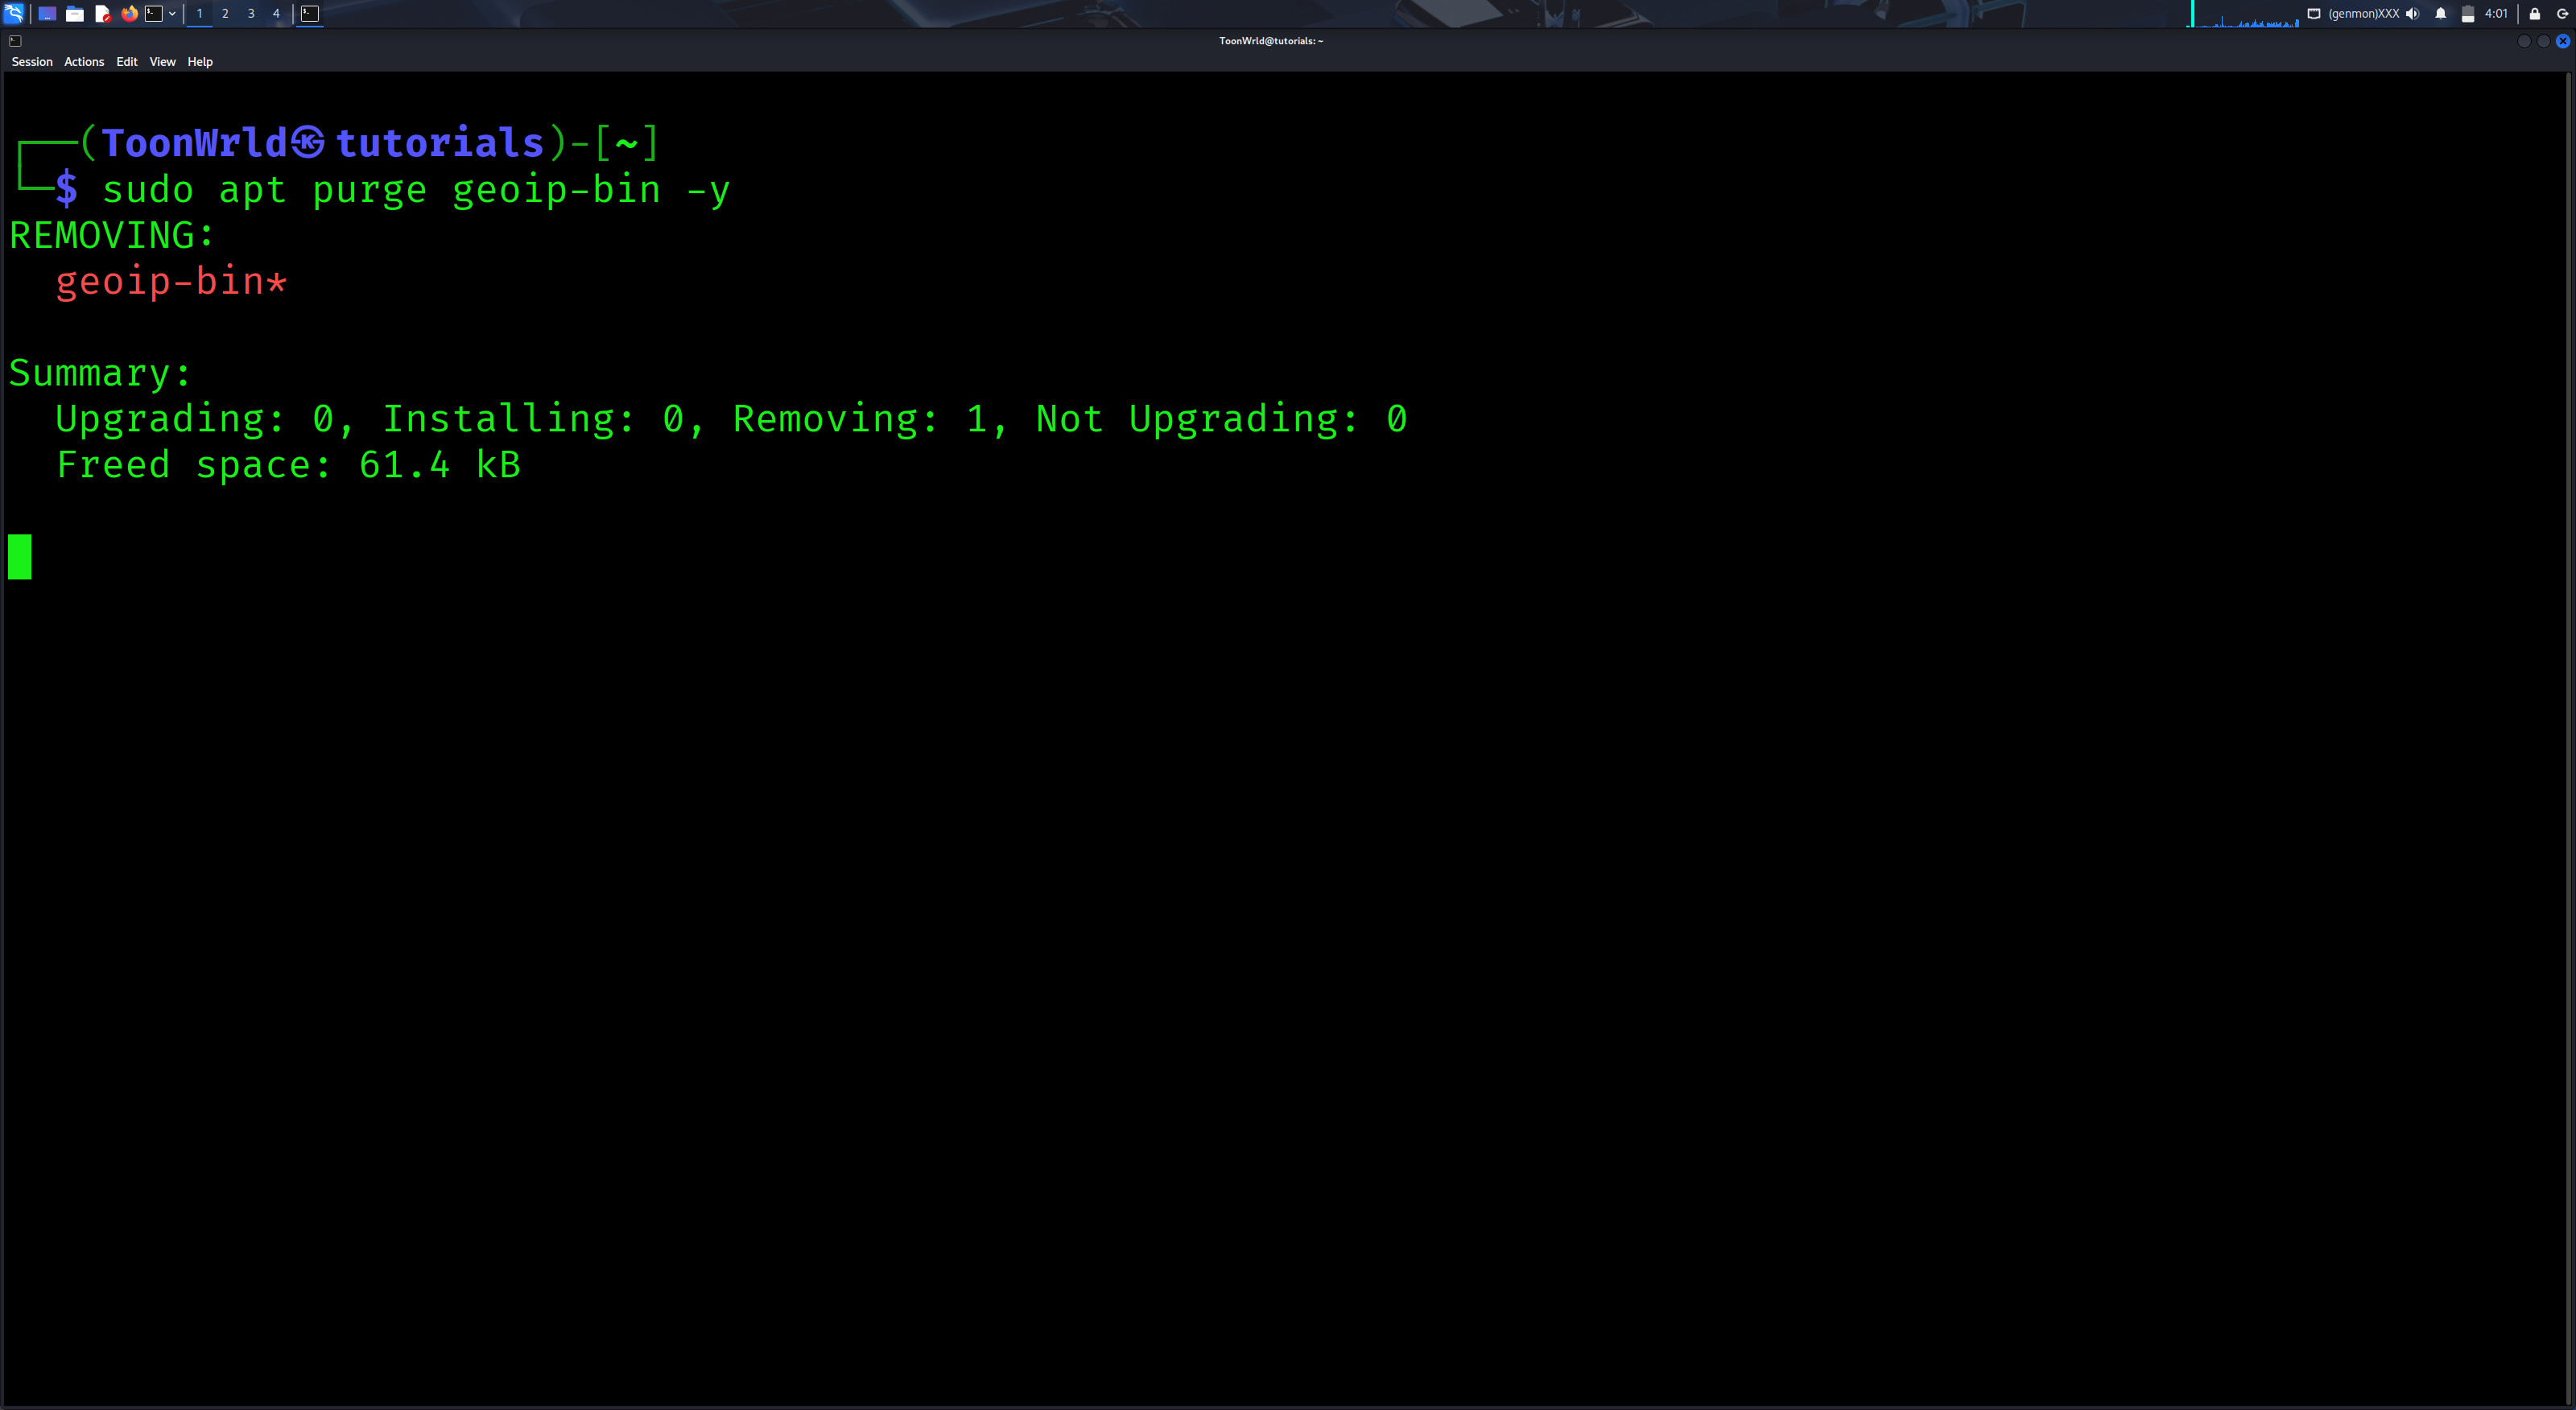 1 2 3 4 (genmon)XXX 4:01
ToonWrld@tutorials: ~
Session Actions Edit View Help
┌──(ToonWrld㉿tutorials)-[~]
└─$ sudo apt purge geoip-bin -y
REMOVING:
geoip-bin*
Summary:
Upgrading: 0, Installing: 0, Removing: 1, Not Upgrading: 0
Freed space: 61.4 kB